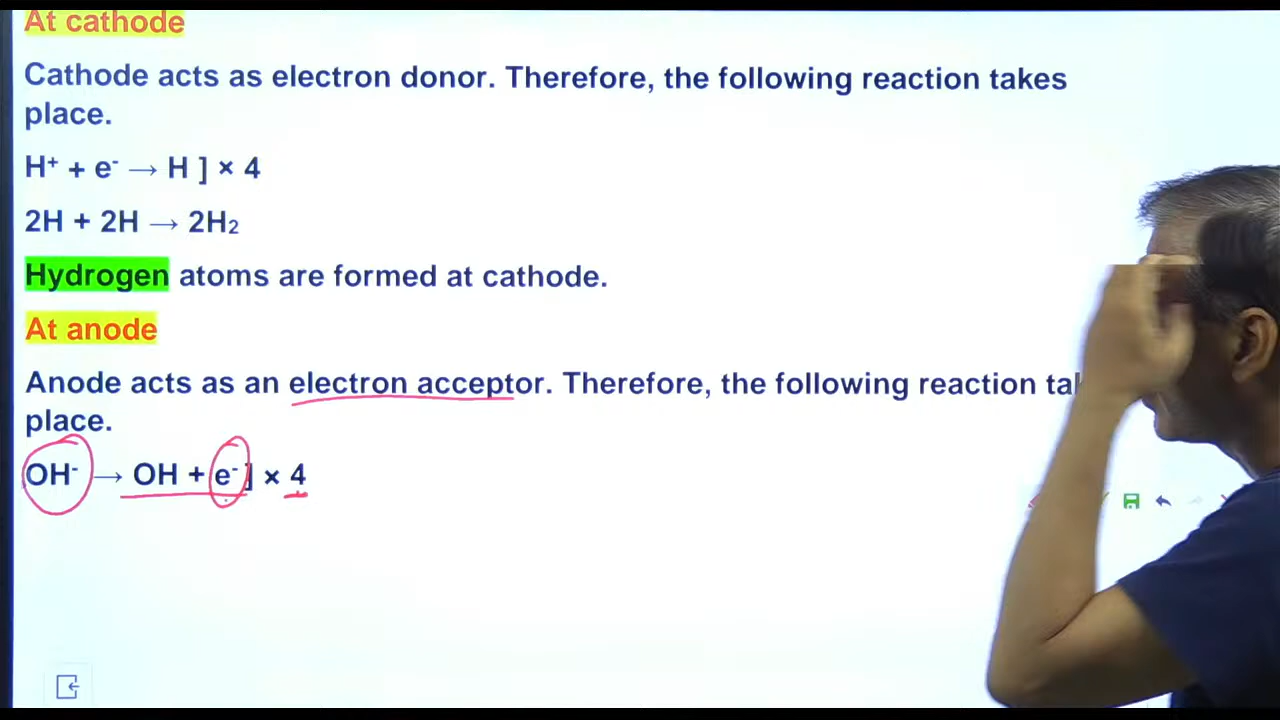 At cathode
Cathode acts as electron donor. Therefore, the following reaction takes
place.
H⁺ + e⁻ → H ] × 4
2H + 2H → 2H₂
Hydrogen atoms are formed at cathode.
At anode
Anode acts as an electron acceptor. Therefore, the following reaction
place.
OH⁻ → OH + e⁻] × 4